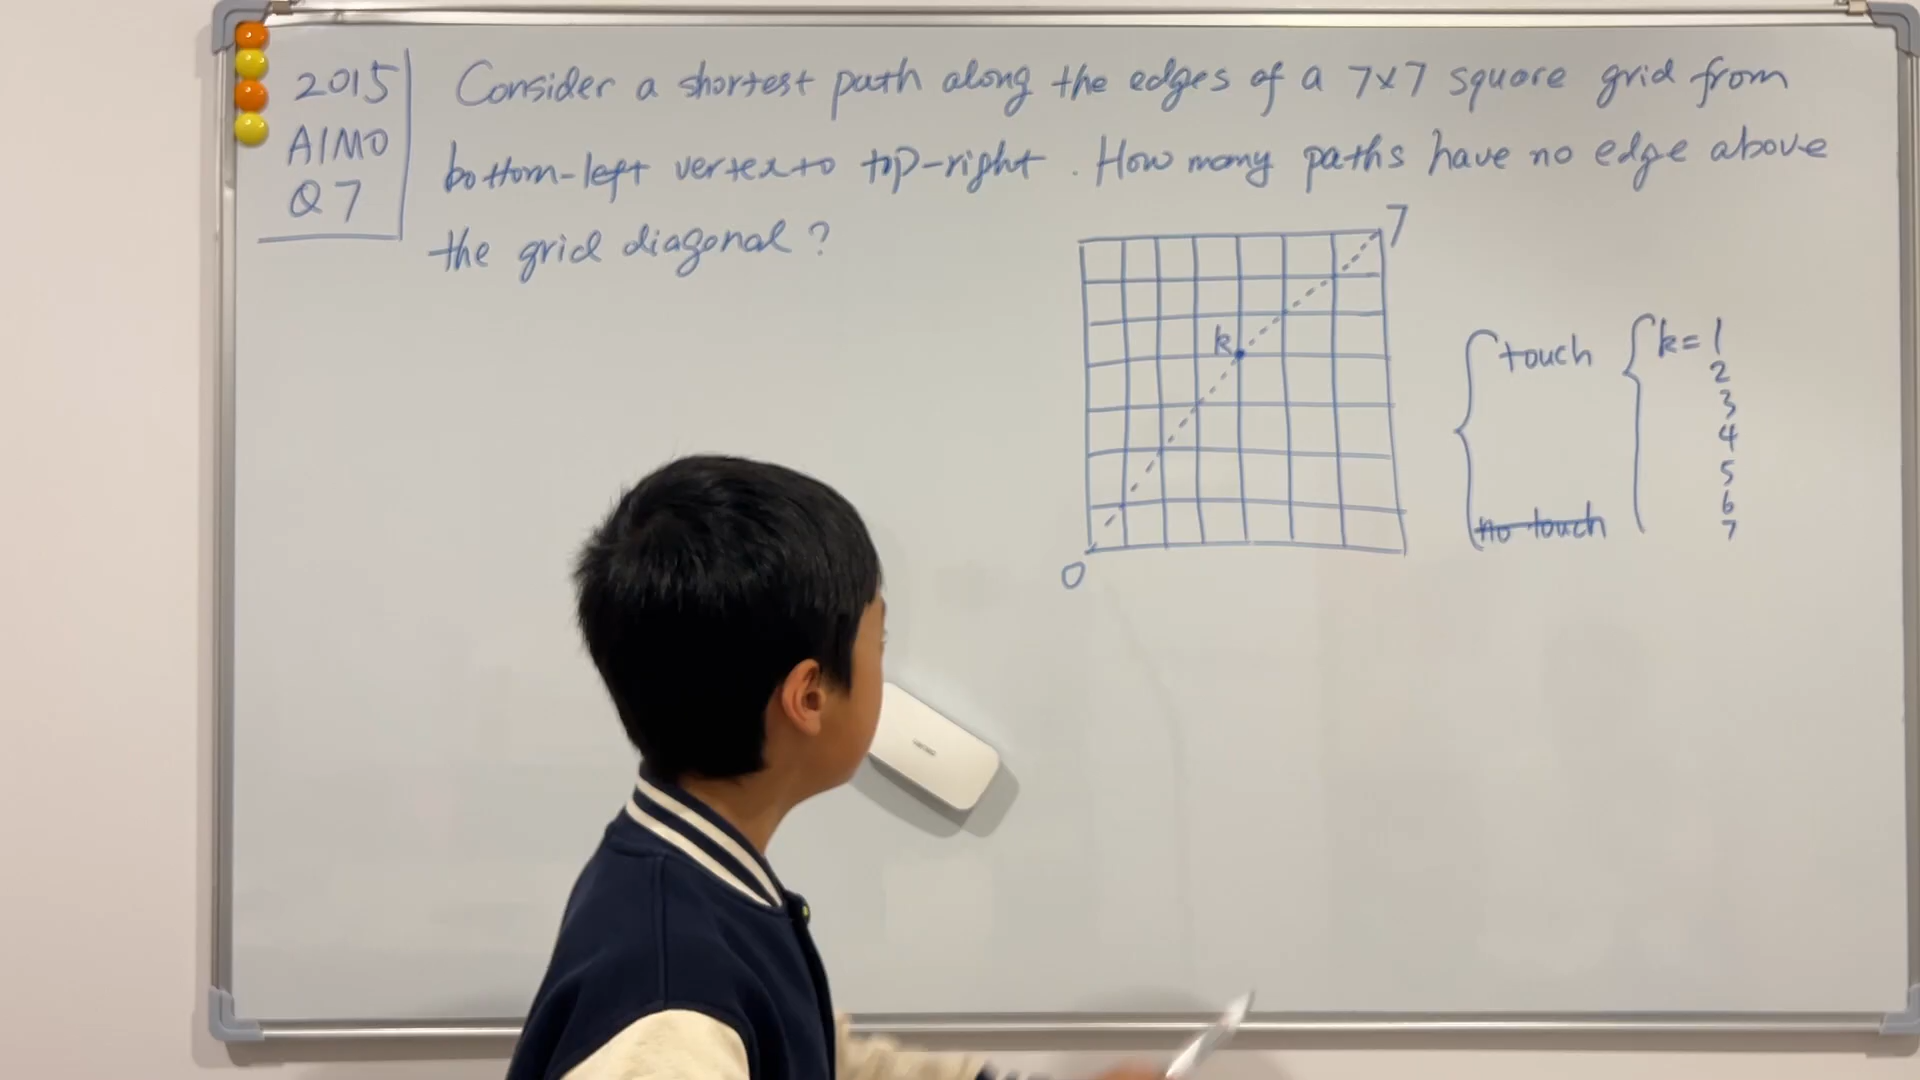 2015
AIMO
Q7
Consider a shortest path along the edges of a 7x7 square grid from
bottom-left vertex to top-right. How many paths have no edge above
the grid diagonal?
7
k
0
touch
no touch
k = 1
2
3
4
5
6
7